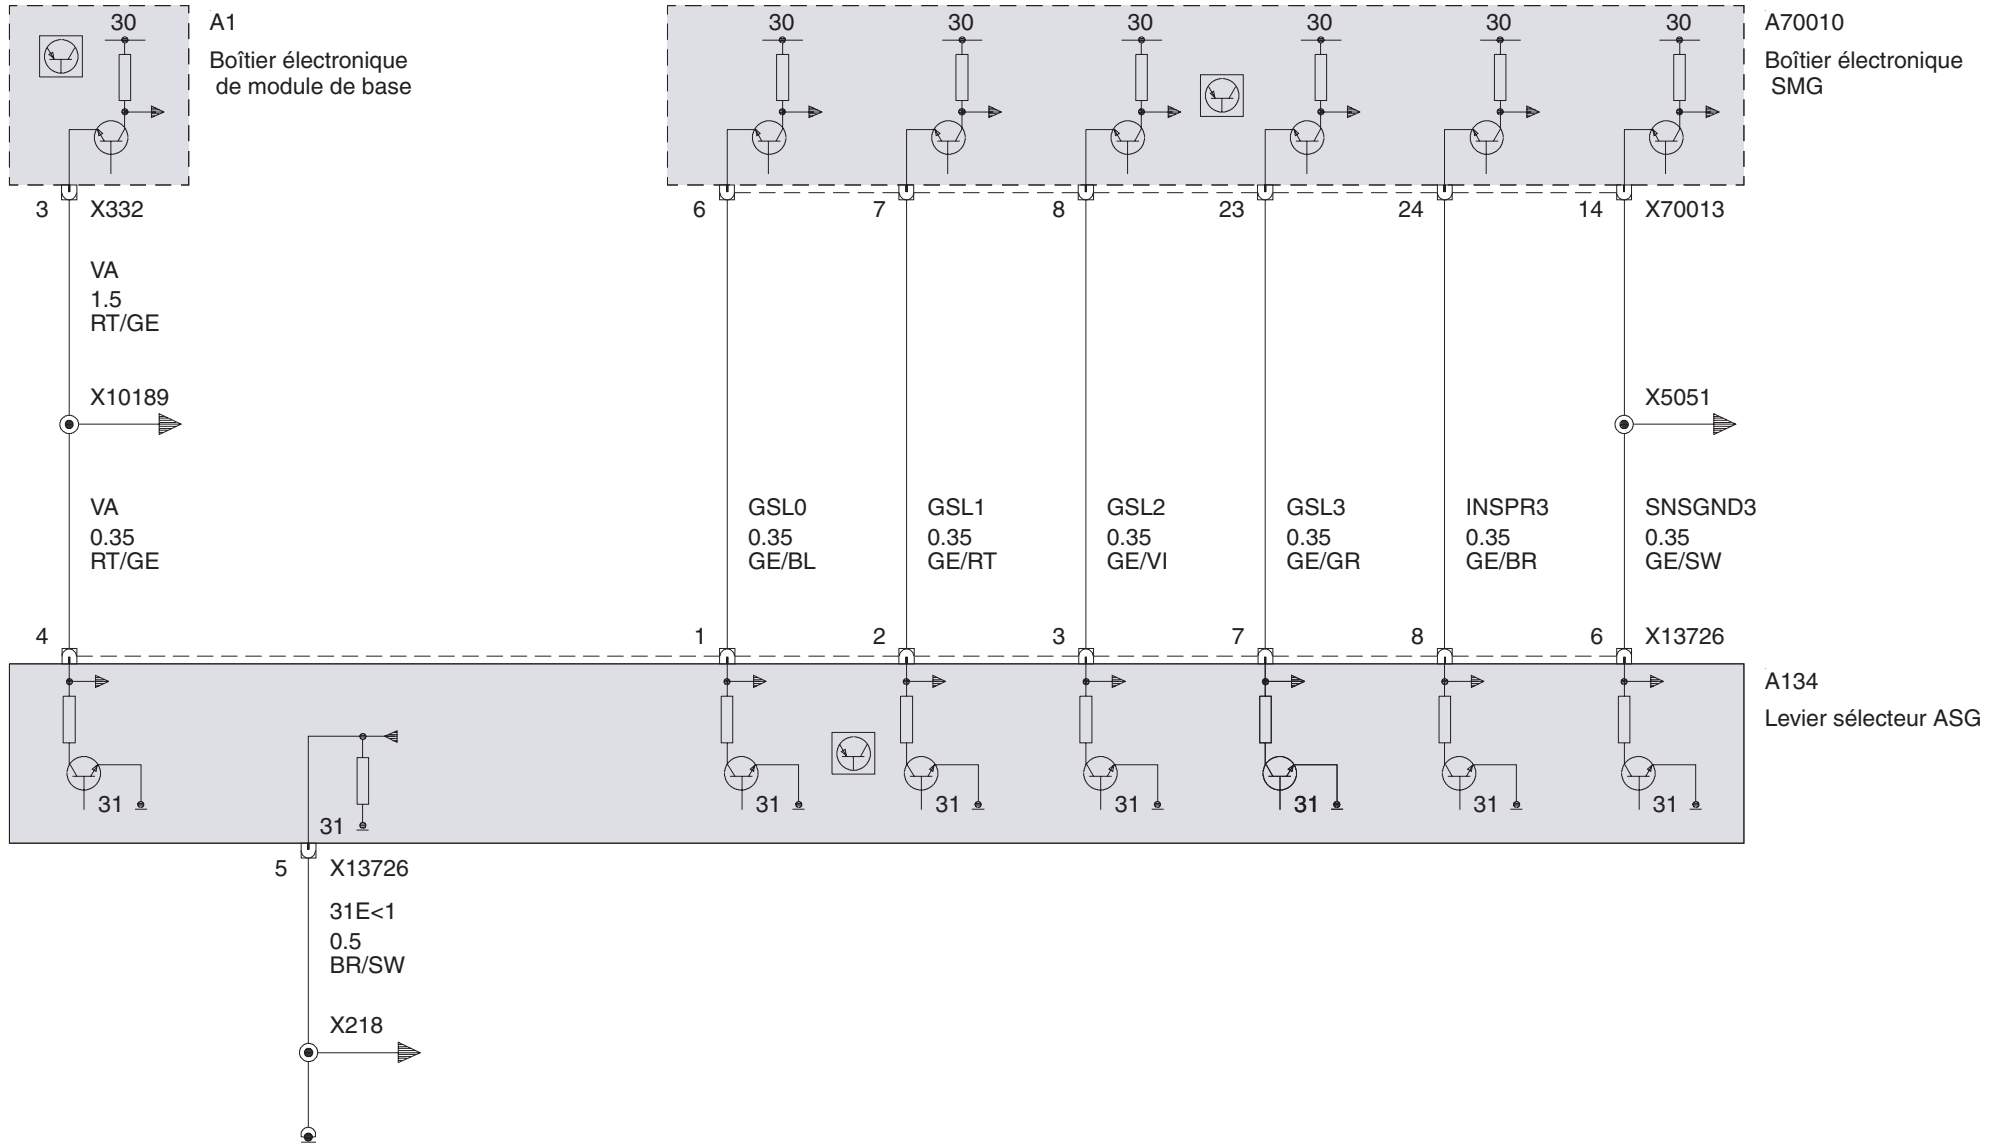 30
A1
30
30
30
30
30
30
A70010
Boîtier électronique
de module de base
Boîtier électronique
SMG
3
X332
6
7
8
23
24
14
X70013
VA
1.5
RT/GE
X10189
X5051
VA
0.35
RT/GE
GSL0
0.35
GE/BL
GSL1
0.35
GE/RT
GSL2
0.35
GE/VI
GSL3
0.35
GE/GR
INSPR3
0.35
GE/BR
SNSGND3
0.35
GE/SW
4
1
2
3
7
8
6
X13726
A134
Levier sélecteur ASG
31
31
31
31
31
31
31
31
5
X13726
31E<1
0.5
BR/SW
X218